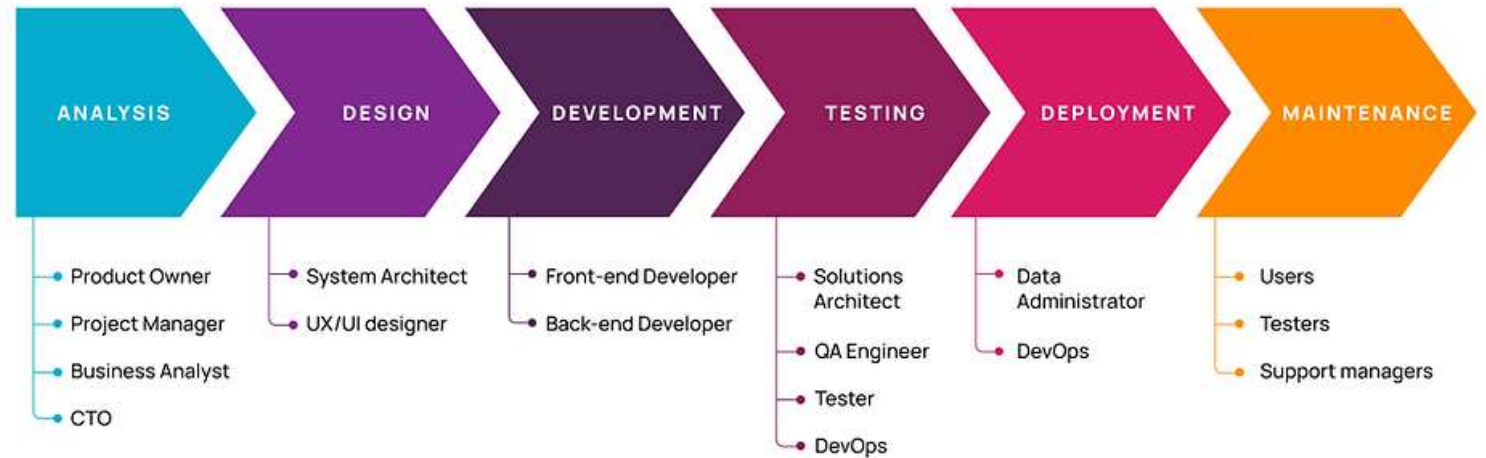 ANALYSIS
DESIGN
DEVELOPMENT
TESTING
DEPLOYMENT
MAINTENANCE
Product Owner
Project Manager
Business Analyst
CTO
System Architect
UX/UI designer
Front-end Developer
Back-end Developer
Solutions
Architect
QA Engineer
Tester
DevOps
Data
Administrator
DevOps
Users
Testers
Support managers